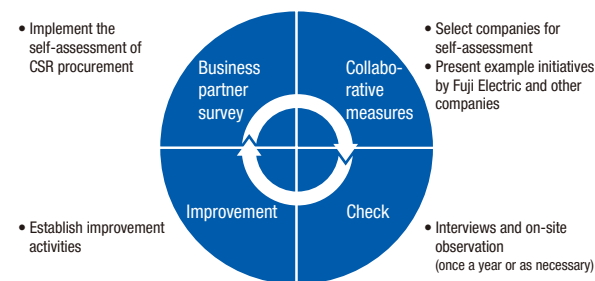 • Implement the
self-assessment of
CSR procurement
Business
partner
survey
Collabo-
rative
measures
• Select companies for
self-assessment
• Present example initiatives
by Fuji Electric and other
companies
• Establish improvement
activities
Improvement
Check
• Interviews and on-site
observation
(once a year or as necessary)